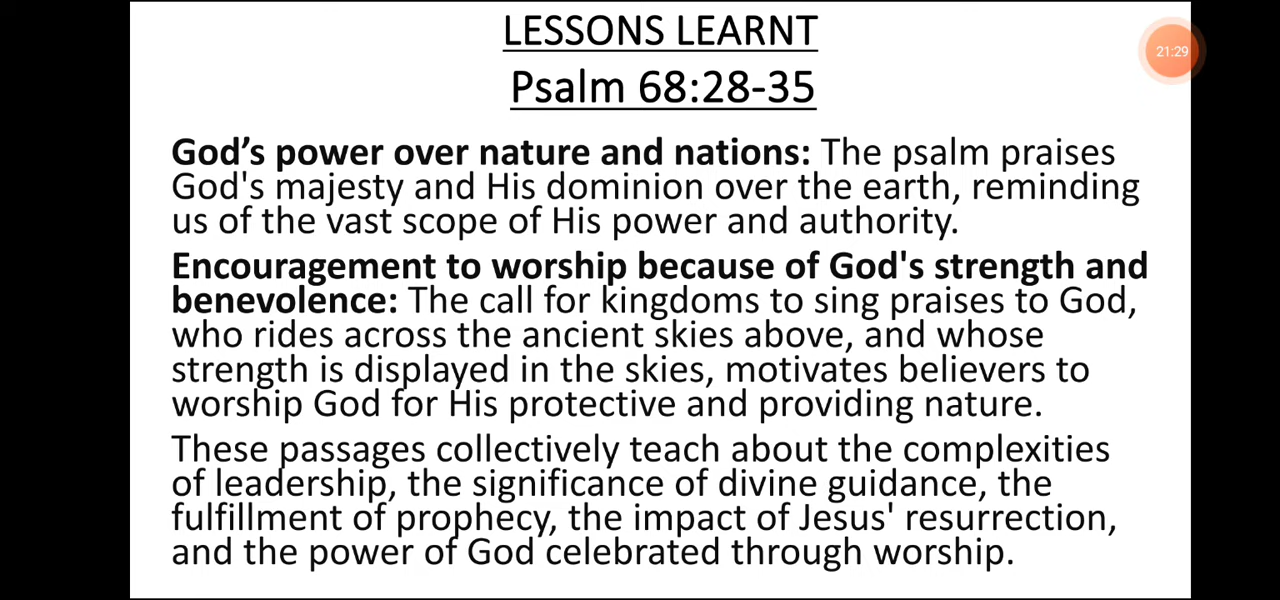 LESSONS LEARNT
Psalm 68:28-35
21:29
God’s power over nature and nations: The psalm praises
God's majesty and His dominion over the earth, reminding
us of the vast scope of His power and authority.
Encouragement to worship because of God's strength and
benevolence: The call for kingdoms to sing praises to God,
who rides across the ancient skies above, and whose
strength is displayed in the skies, motivates believers to
worship God for His protective and providing nature.
These passages collectively teach about the complexities
of leadership, the significance of divine guidance, the
fulfillment of prophecy, the impact of Jesus' resurrection,
and the power of God celebrated through worship.